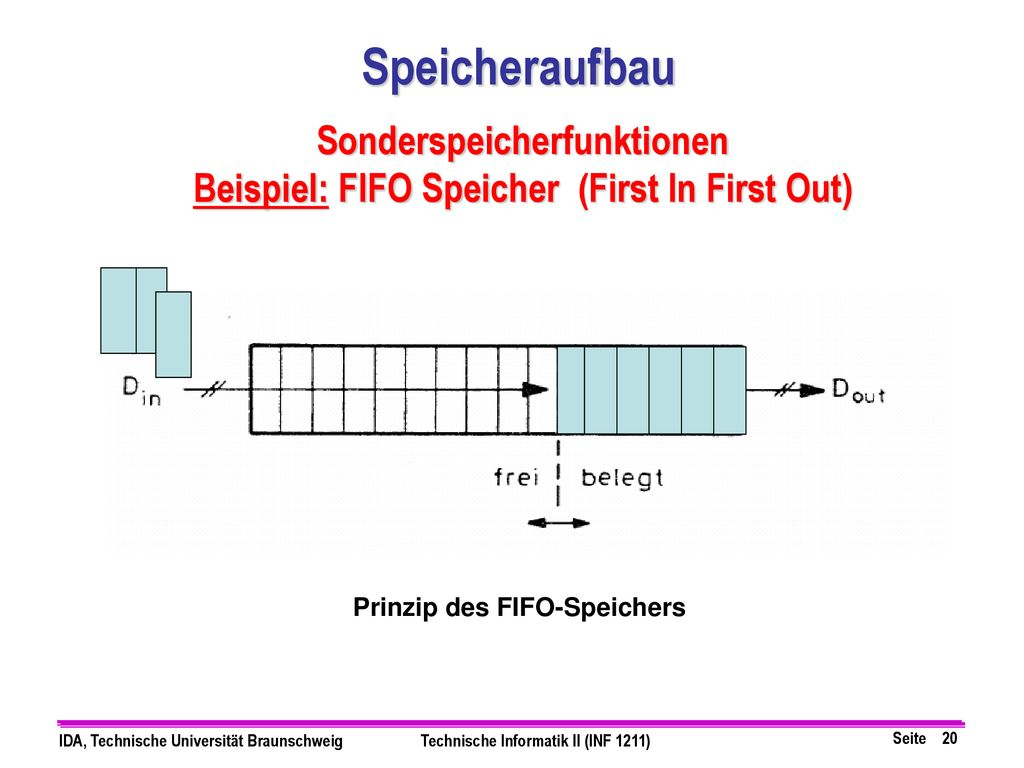 Speicheraufbau
Sonderspeicherfunktionen
Beispiel: FIFO Speicher (First In First Out)
Din
Dout
frei belegt
Prinzip des FIFO-Speichers
IDA, Technische Universität Braunschweig Technische Informatik II (INF 1211) Seite 20